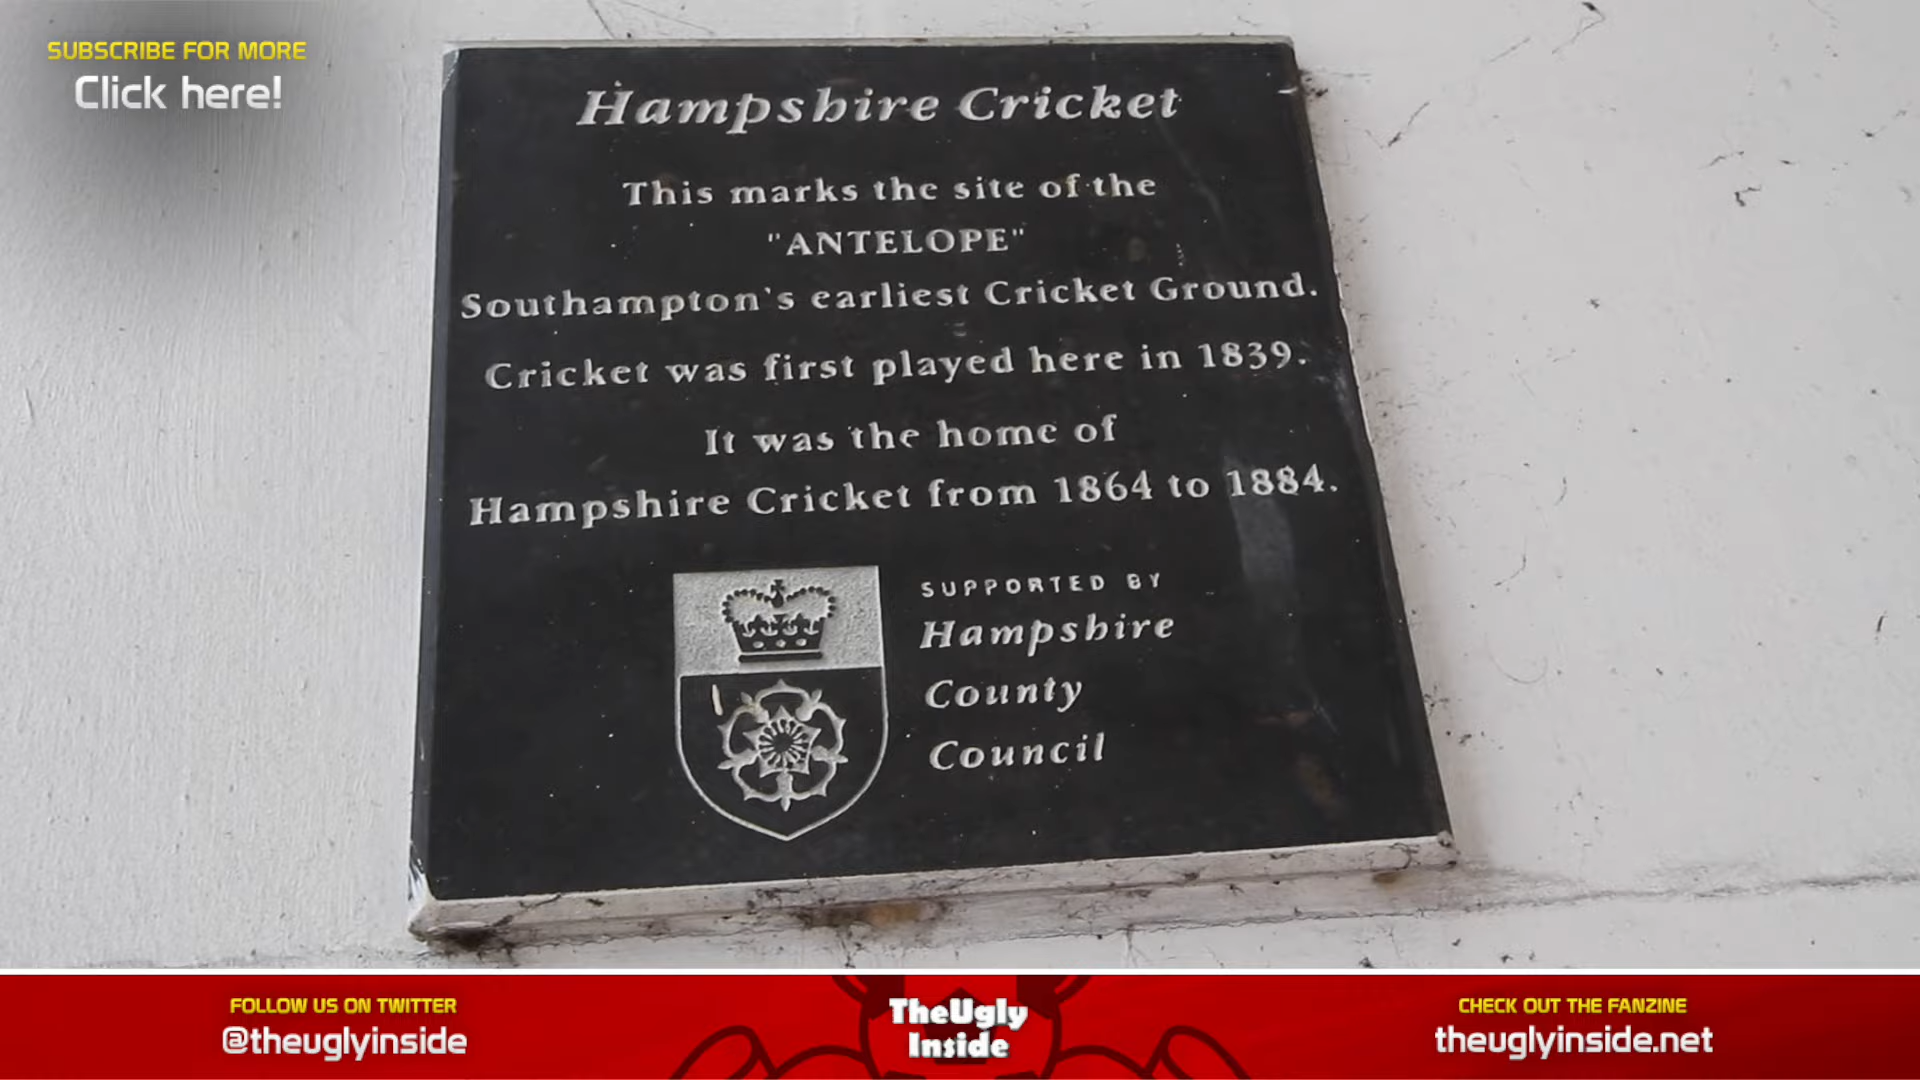 SUBSCRIBE FOR MORE
Click here!
Hampshire Cricket
This marks the site of the
"ANTELOPE"
Southampton's earliest Cricket Ground.
Cricket was first played here in 1839.
It was the home of
Hampshire Cricket from 1864 to 1884.
SUPPORTED BY
Hampshire
County
Council
FOLLOW US ON TWITTER
@theuglyinside
TheUgly
Inside
CHECK OUT THE FANZINE
theuglyinside.net